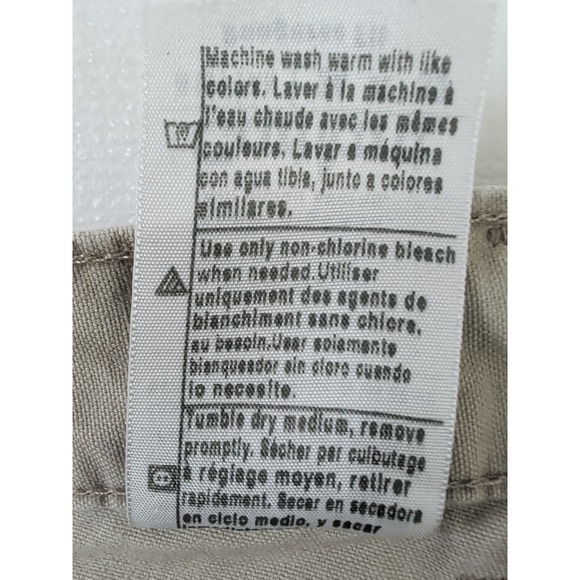 Machine wash warm with like
colors. Laver à la machine à
l'eau chaude avec les mêmes
couleurs. Lavar a máquina
con agua tibia, junto a colores
similares.
Use only non-chlorine bleach
when needed.Utiliser
uniquement des agents de
blanchiment sans chlore,
au besoin.Usar solamente
blanqueador sin cloro cuando
lo necesite.
Tumble dry medium, remove
promptly. Sécher par culbutage
à réglage moyen, retirer
rapidement. Secar en secadora
en ciclo medio, y sacar